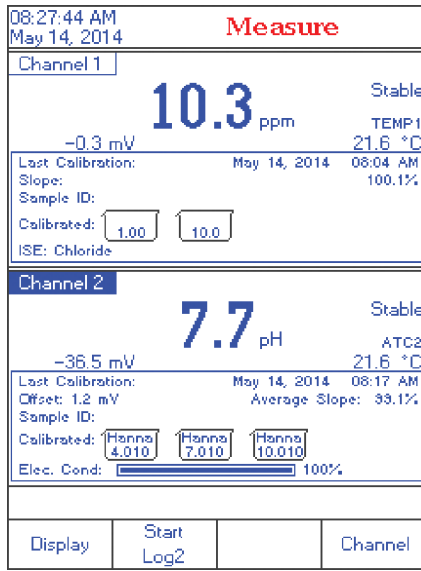 08:27:44 AM
May 14, 2014
Measure
Channel 1
10.3 ppm
Stable
TEMP1
-0.3 mV
21.6 °C
Last Calibration: May 14, 2014 08:04 AM
Slope: 100.1%
Sample ID:
Calibrated: 1.00 10.0
ISE: Chloride
Channel 2
7.7 pH
Stable
ATC2
-36.5 mV
21.6 °C
Last Calibration: May 14, 2014 08:17 AM
Offset: 1.2 mV Average Slope: 99.1%
Sample ID:
Calibrated: Hanna 4.010 Hanna 7.010 Hanna 10.010
Elec. Cond: 100%
Display
Start Log2
Channel